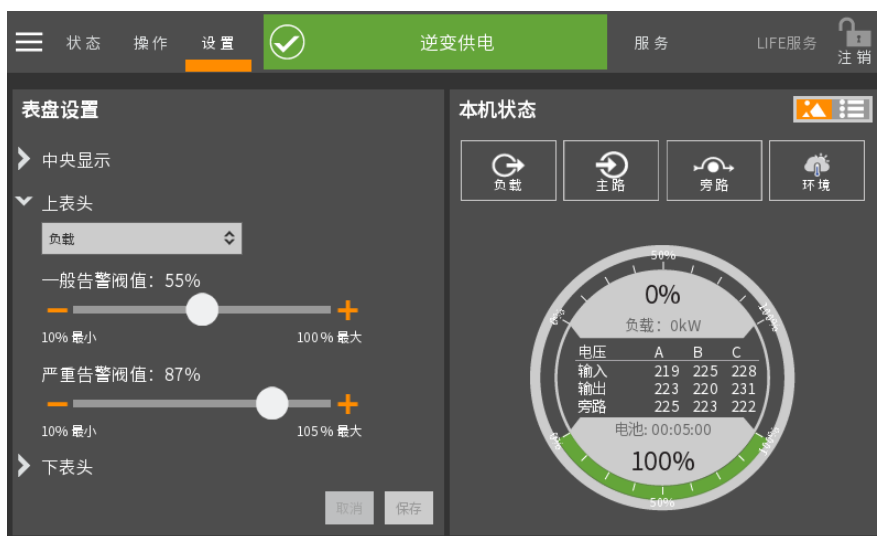 状态 操作 设置 逆变供电 服务 LIFE服务 注销
表盘设置
中央显示
上表头
负载
一般告警阀值：55%
10% 最小 100% 最大
严重告警阀值：87%
10% 最小 105% 最大
下表头
取消 保存
本机状态
负载 主路 旁路 环境
50%
0% 100%
0%
负载：0kW
电压 A B C
输入 219 225 228
输出 223 220 231
旁路 225 223 222
电池: 00:05:00
100%
0% 100%
50%